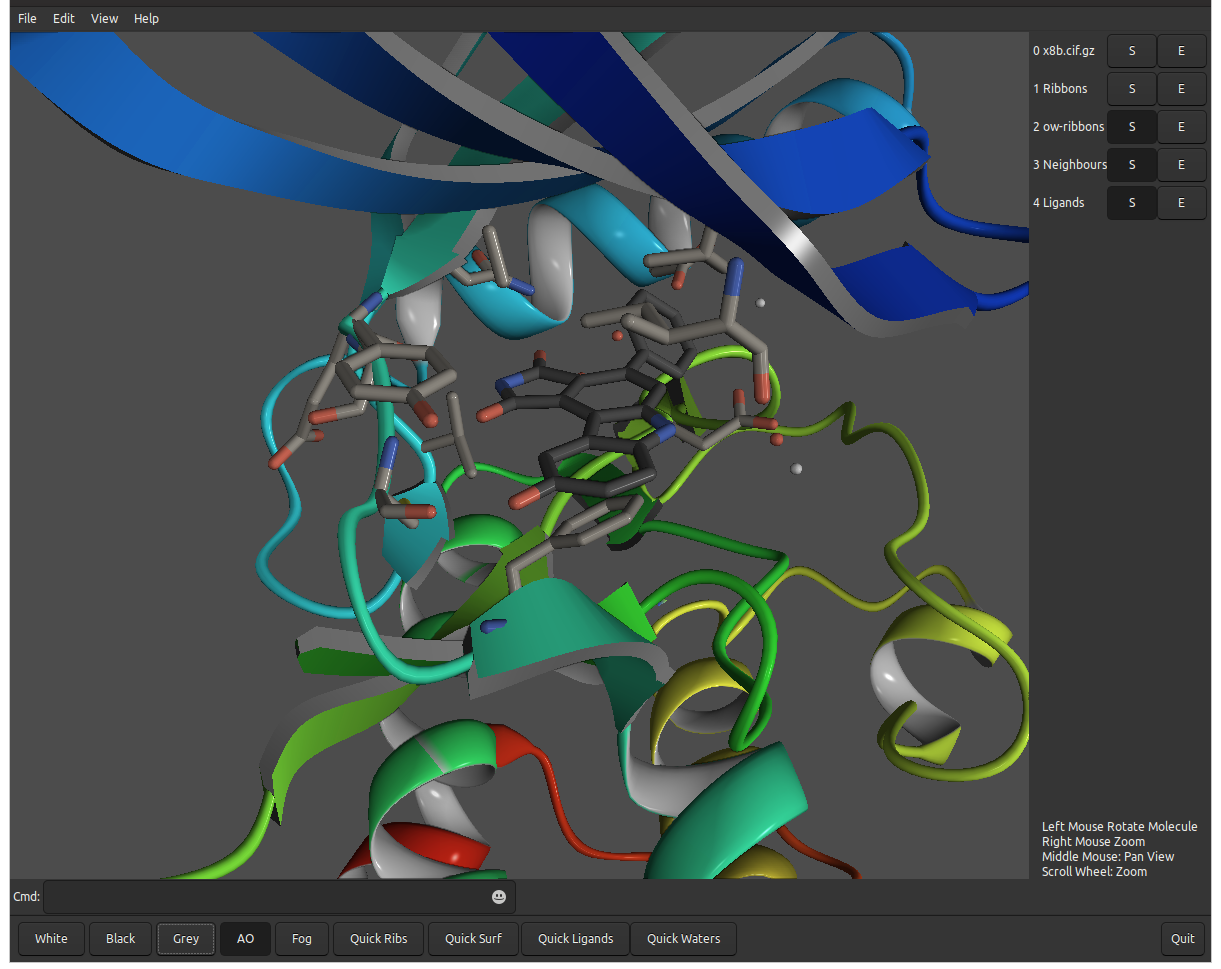 File Edit View Help
0 x8b.cif.gz S E
1 Ribbons S E
2 ow-ribbons S E
3 Neighbours S E
4 Ligands S E
Left Mouse Rotate Molecule
Right Mouse Zoom
Middle Mouse: Pan View
Scroll Wheel: Zoom
Cmd:
White Black Grey AO Fog Quick Ribs Quick Surf Quick Ligands Quick Waters Quit